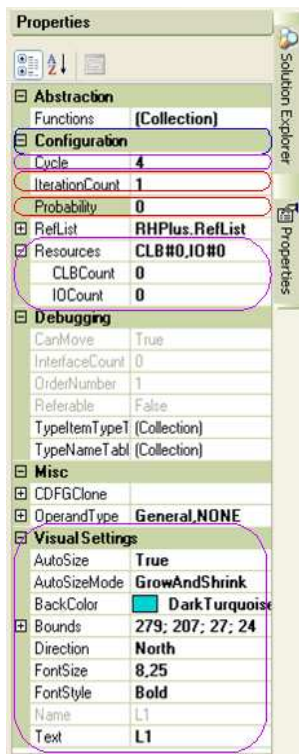 Properties
Abstraction
Functions (Collection)
Configuration
Cycle 4
IterationCount 1
Probability 0
RefList RHPlus.RefList
Resources CLB#0,IO#0
CLBCount 0
IOCount 0
Debugging
CanMove True
InterfaceCount 0
OrderNumber 1
Referable False
TypeItemTypeT (Collection)
TypeNameTabl (Collection)
Misc
CDFGClone
OperandType General,NONE
Visual Settings
AutoSize True
AutoSizeMode GrowAndShrink
BackColor DarkTurquoise
Bounds 279; 207; 27; 24
Direction North
FontSize 8,25
FontStyle Bold
Name L1
Text L1
Solution Explorer
Properties